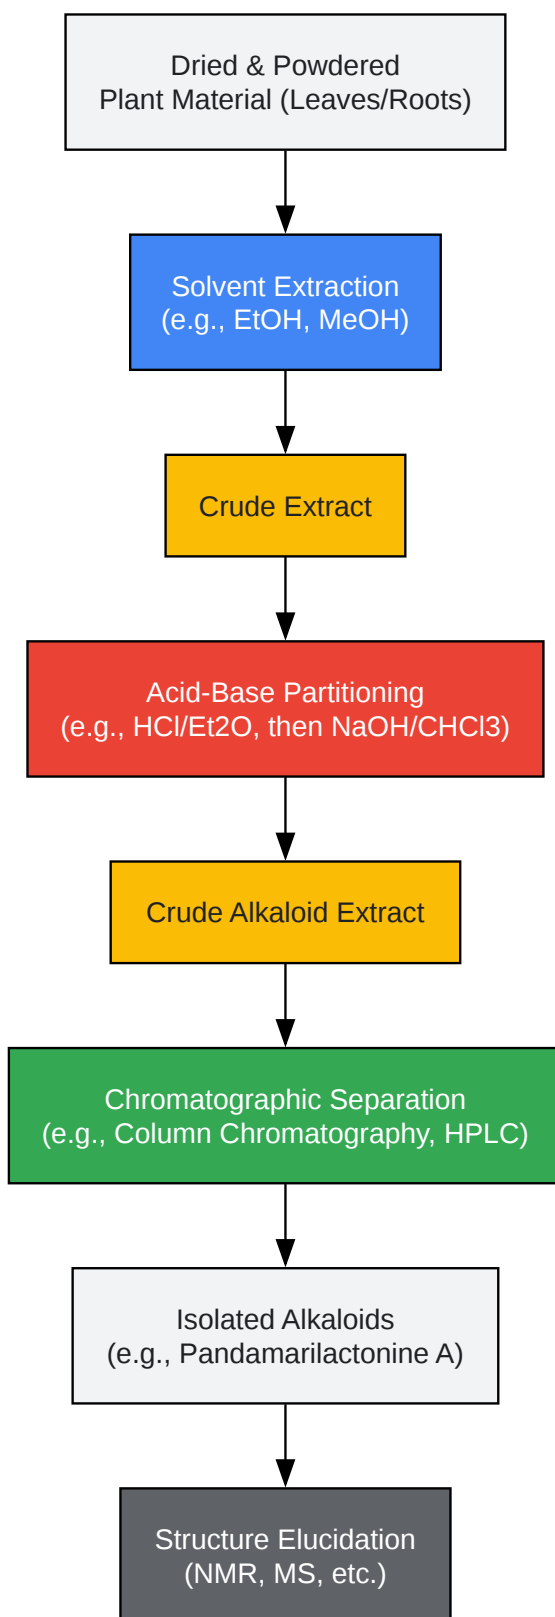 Dried & Powdered
Plant Material (Leaves/Roots)
Solvent Extraction
(e.g., EtOH, MeOH)
Crude Extract
Acid-Base Partitioning
(e.g., HCl/Et2O, then NaOH/CHCl3)
Crude Alkaloid Extract
Chromatographic Separation
(e.g., Column Chromatography, HPLC)
Isolated Alkaloids
(e.g., Pandamarilactonine A)
Structure Elucidation
(NMR, MS, etc.)